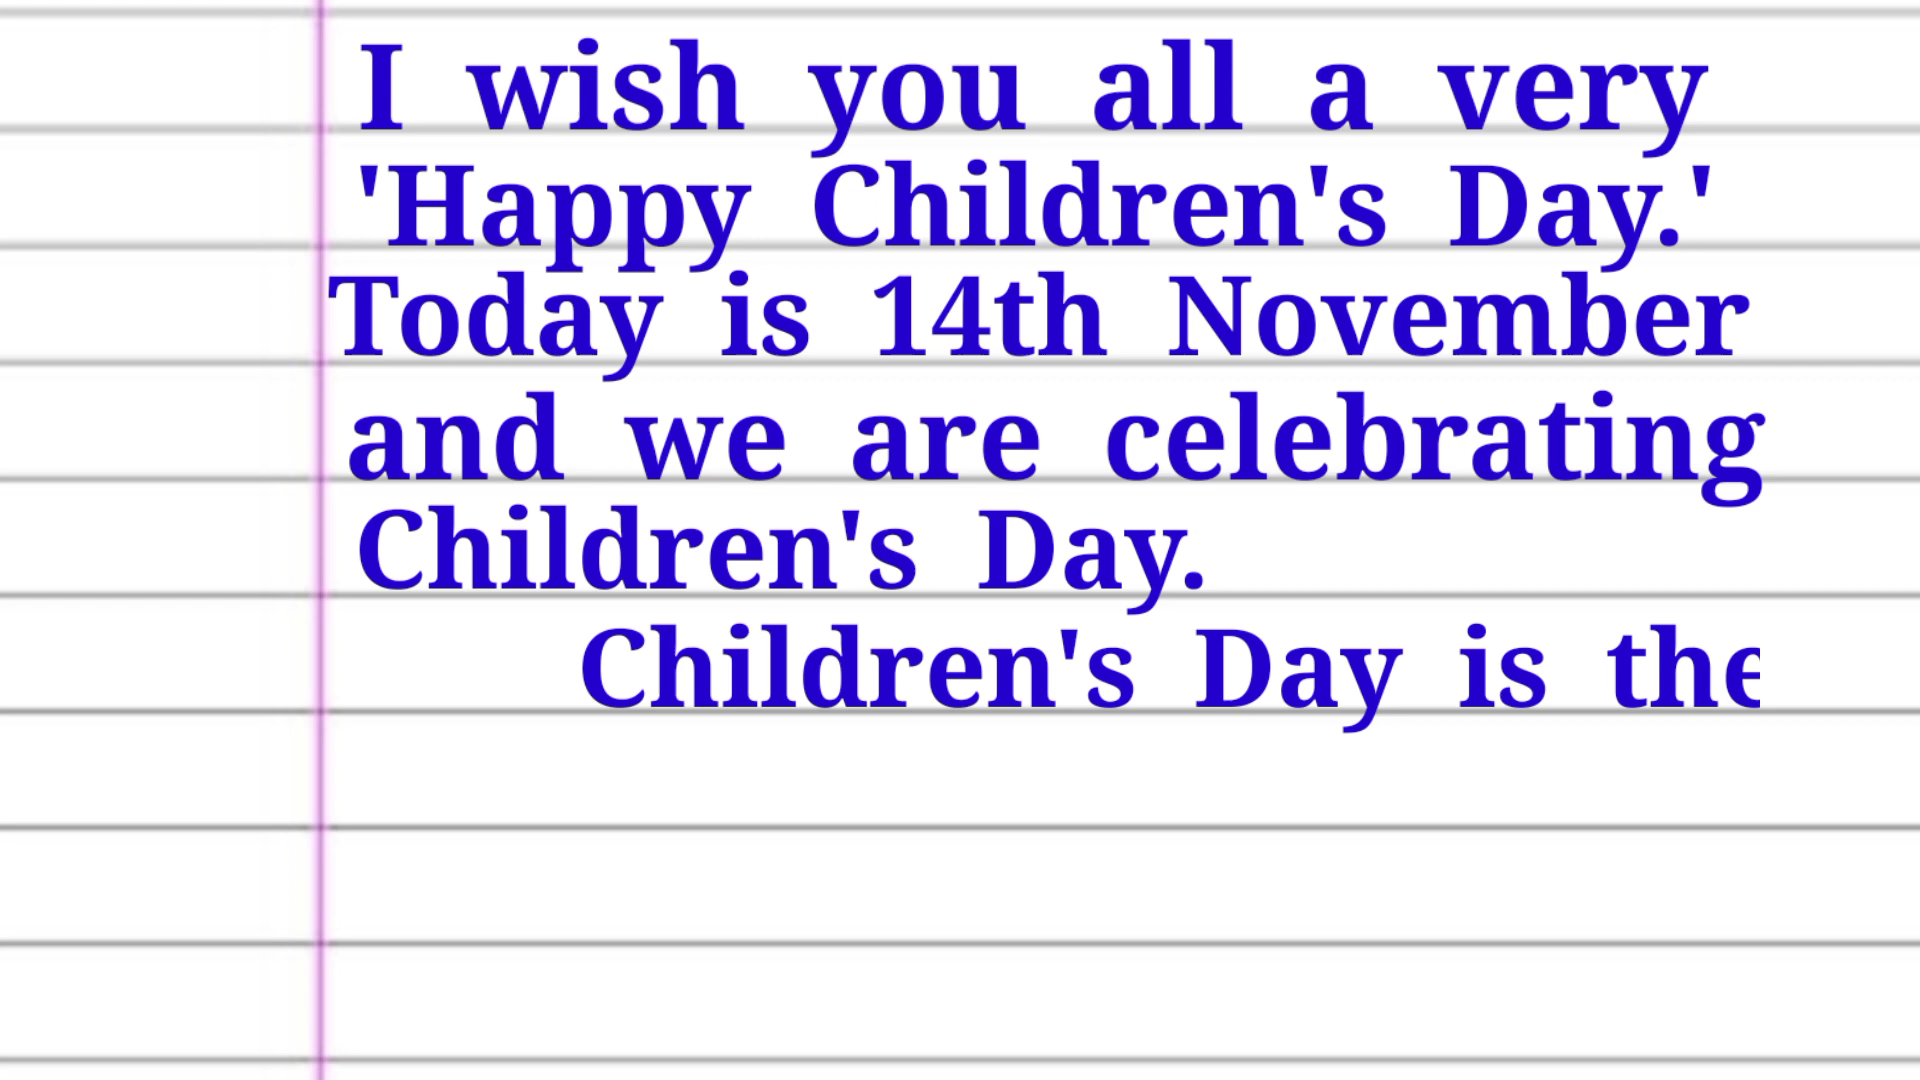 I wish you all a very
'Happy Children's Day.'
Today is 14th November
and we are celebrating
Children's Day.
Children's Day is the